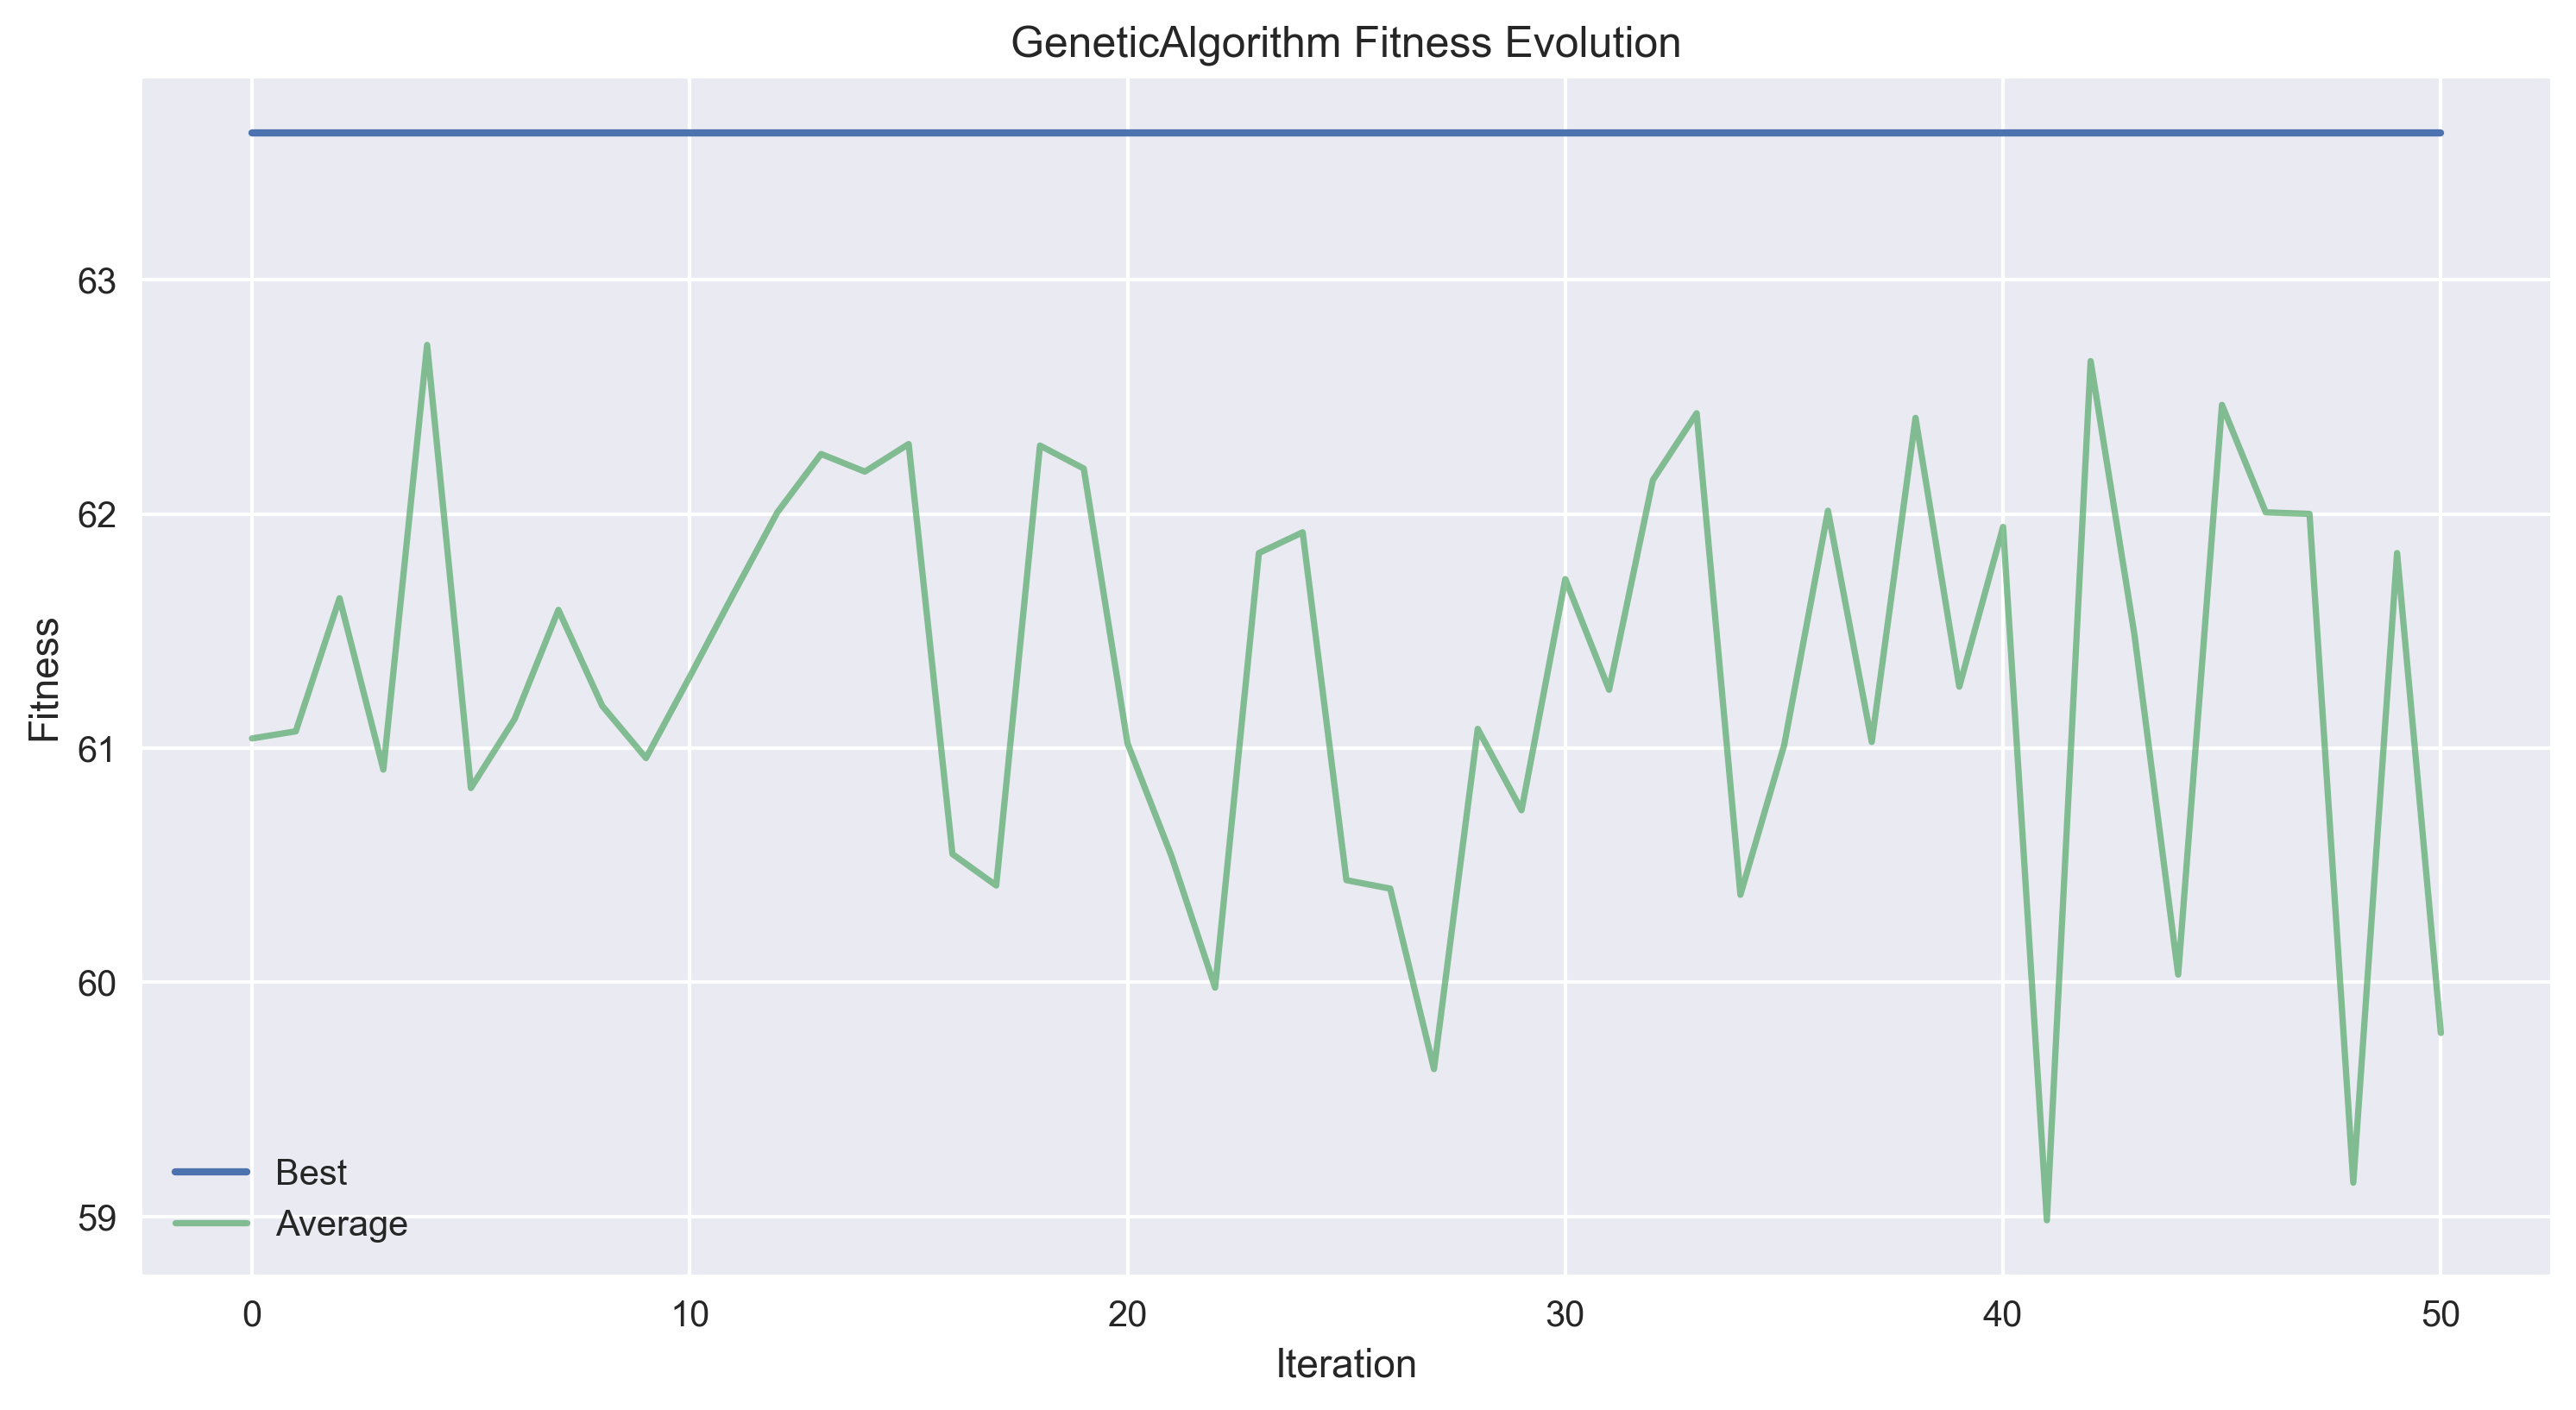 GeneticAlgorithm Fitness Evolution
Fitness
63
62
61
60
59
Best
Average
0 10 20 30 40 50
Iteration